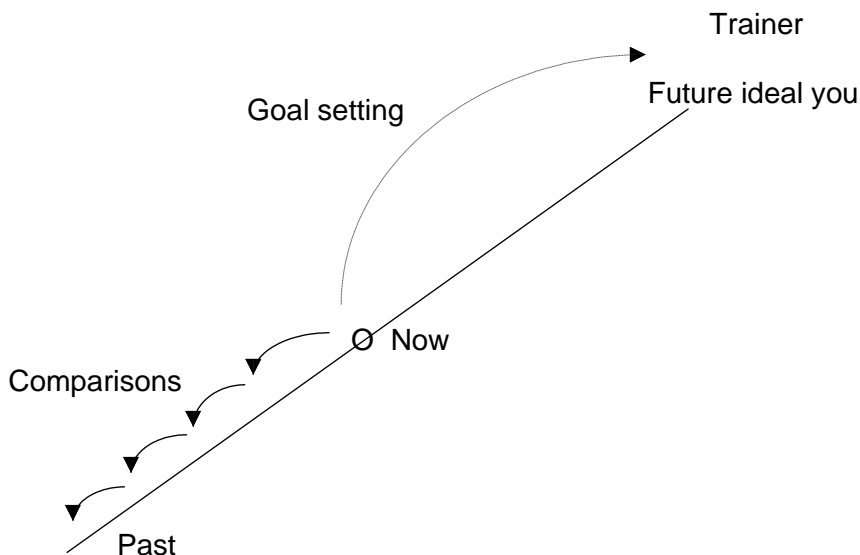 Trainer
Future ideal you
Goal setting
O Now
Comparisons
Past